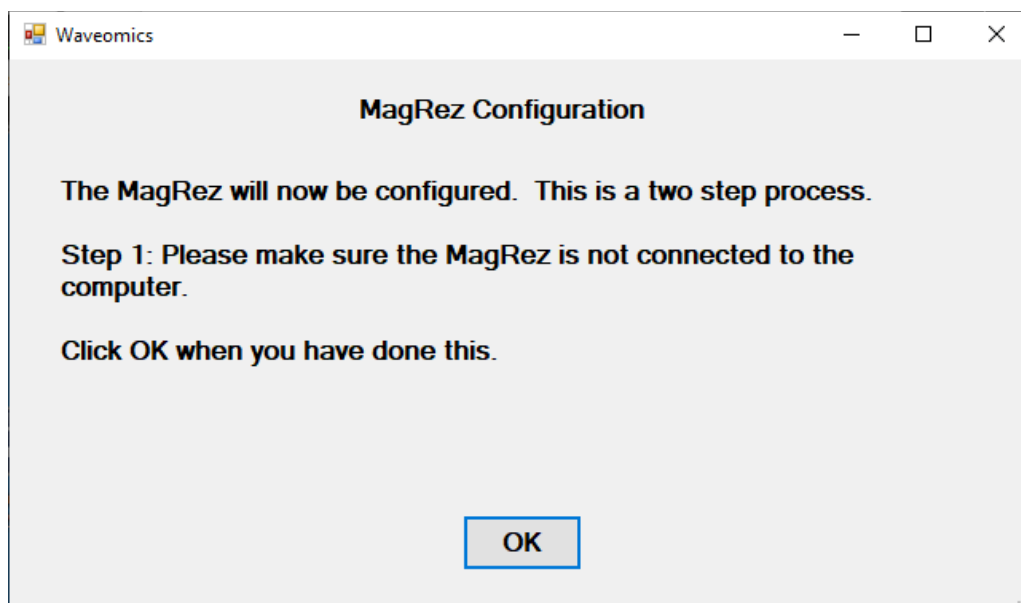 Waveomics
MagRez Configuration
The MagRez will now be configured.  This is a two step process.
Step 1: Please make sure the MagRez is not connected to the
computer.
Click OK when you have done this.
OK